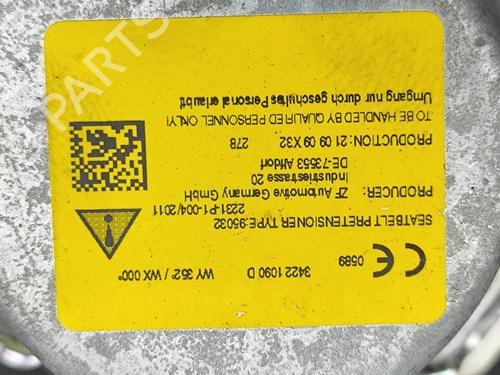 SEATBELT PRETENSIONER TYPE:95032
2231-P1-004/2011
PRODUCER: ZF Automotive Germany GmbH
Industriestrasse 20
DE-73553 Alfdorf
PRODUCTION: 21 09 09 X32 278
TO BE HANDLED BY QUALIFIED PERSONNEL ONLY!
Umgang nur durch geschultes Personal erlaubt
CE 0589
3422 1090 D
WY 352° / WX 000°
PARTS